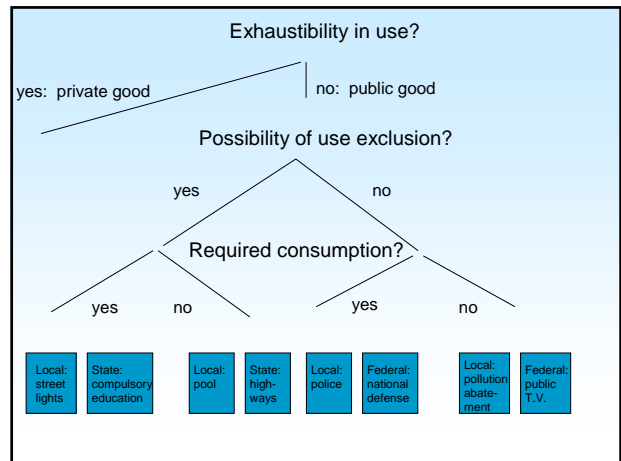 Exhaustibility in use?
yes: private good
no: public good
Possibility of use exclusion?
yes
no
Required consumption?
yes
no
yes
no
Local:
street
lights
State:
compulsory
education
Local:
pool
State:
high-
ways
Local:
police
Federal:
national
defense
Local:
pollution
abate-
ment
Federal:
public
T.V.